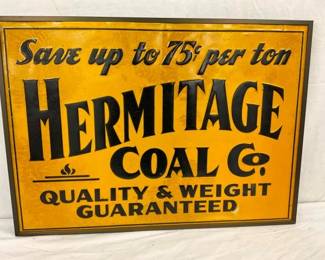 Save up to 75¢ per ton
HERMITAGE
COAL Co.
QUALITY & WEIGHT
GUARANTEED